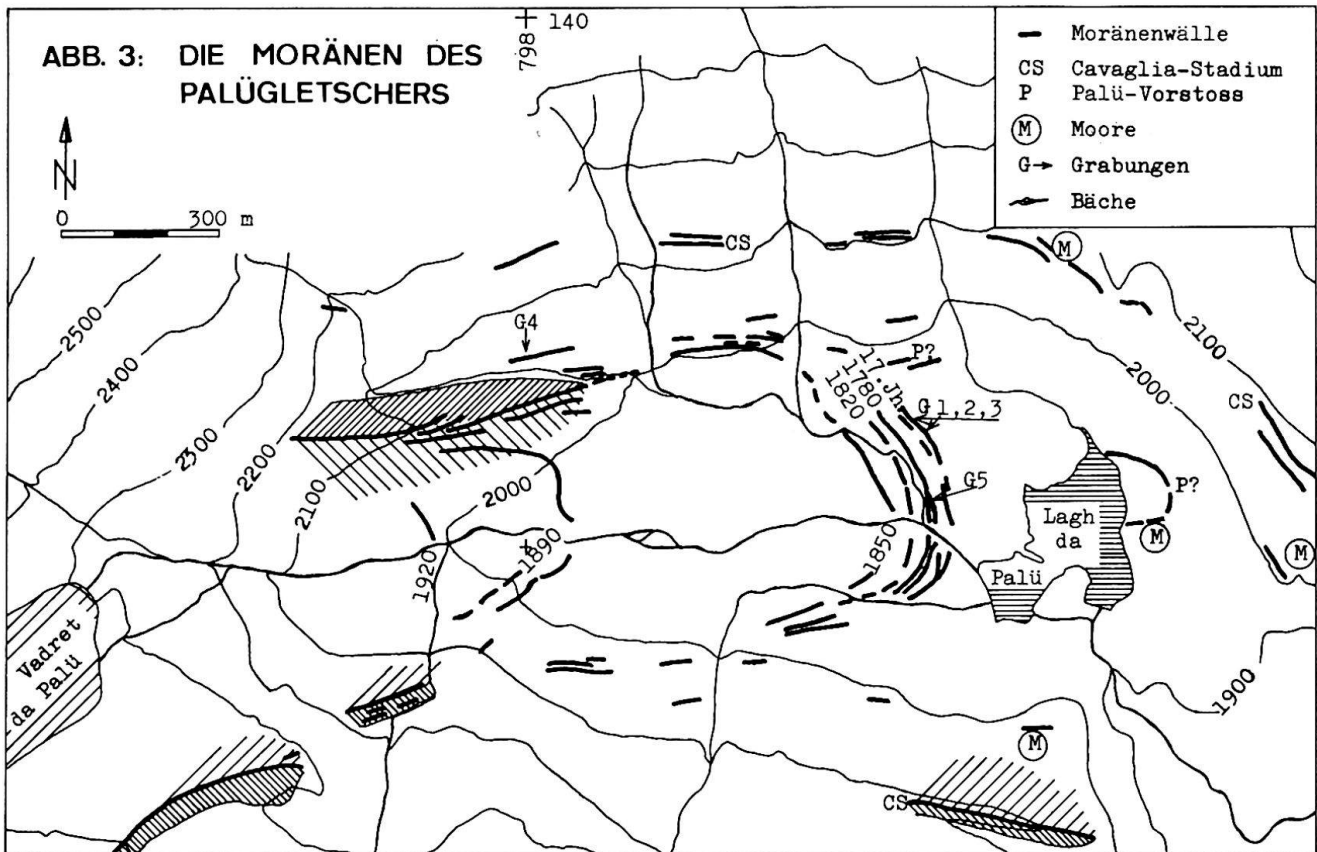 ABB. 3: DIE MORÄNEN DES
PALÜGLETSCHERS
798
140
N
0 300 m
Moränenwälle
CS Cavaglia-Stadium
P Palü-Vorstoss
M Moore
G→ Grabungen
Bäche
CS
M
2500
2400
2300
2200
2100
2000
G4
P?
17.Jh.
1780
1820
G 1,2,3
G5
2100
2000
CS
P?
M
M
Lagh
da
Palü
1850
1890
1920
Vadret
da Palü
1900
M
CS